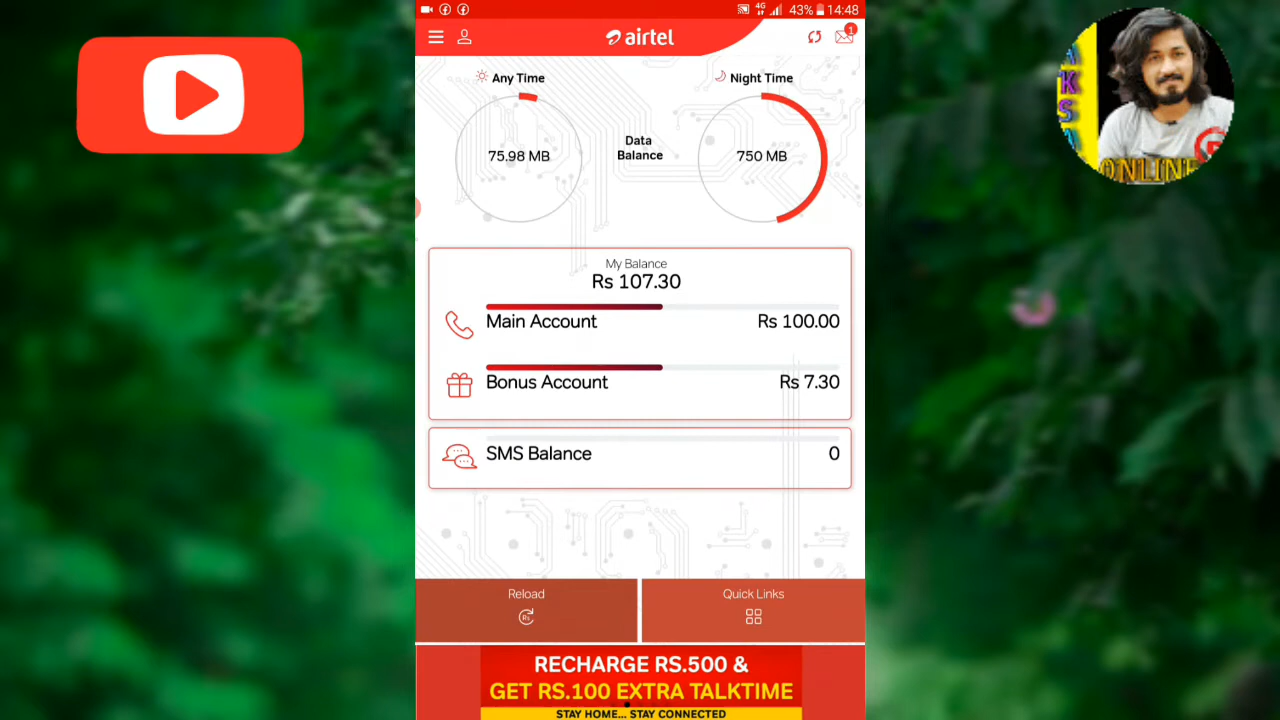 4G
43%
14:48
airtel
1
Any Time
Night Time
Data
Balance
75.98 MB
750 MB
My Balance
Rs 107.30
Main Account
Rs 100.00
Bonus Account
Rs 7.30
SMS Balance
0
Reload
Rs
Quick Links
RECHARGE RS.500 &
GET RS.100 EXTRA TALKTIME
STAY HOME... STAY CONNECTED
ONLINE